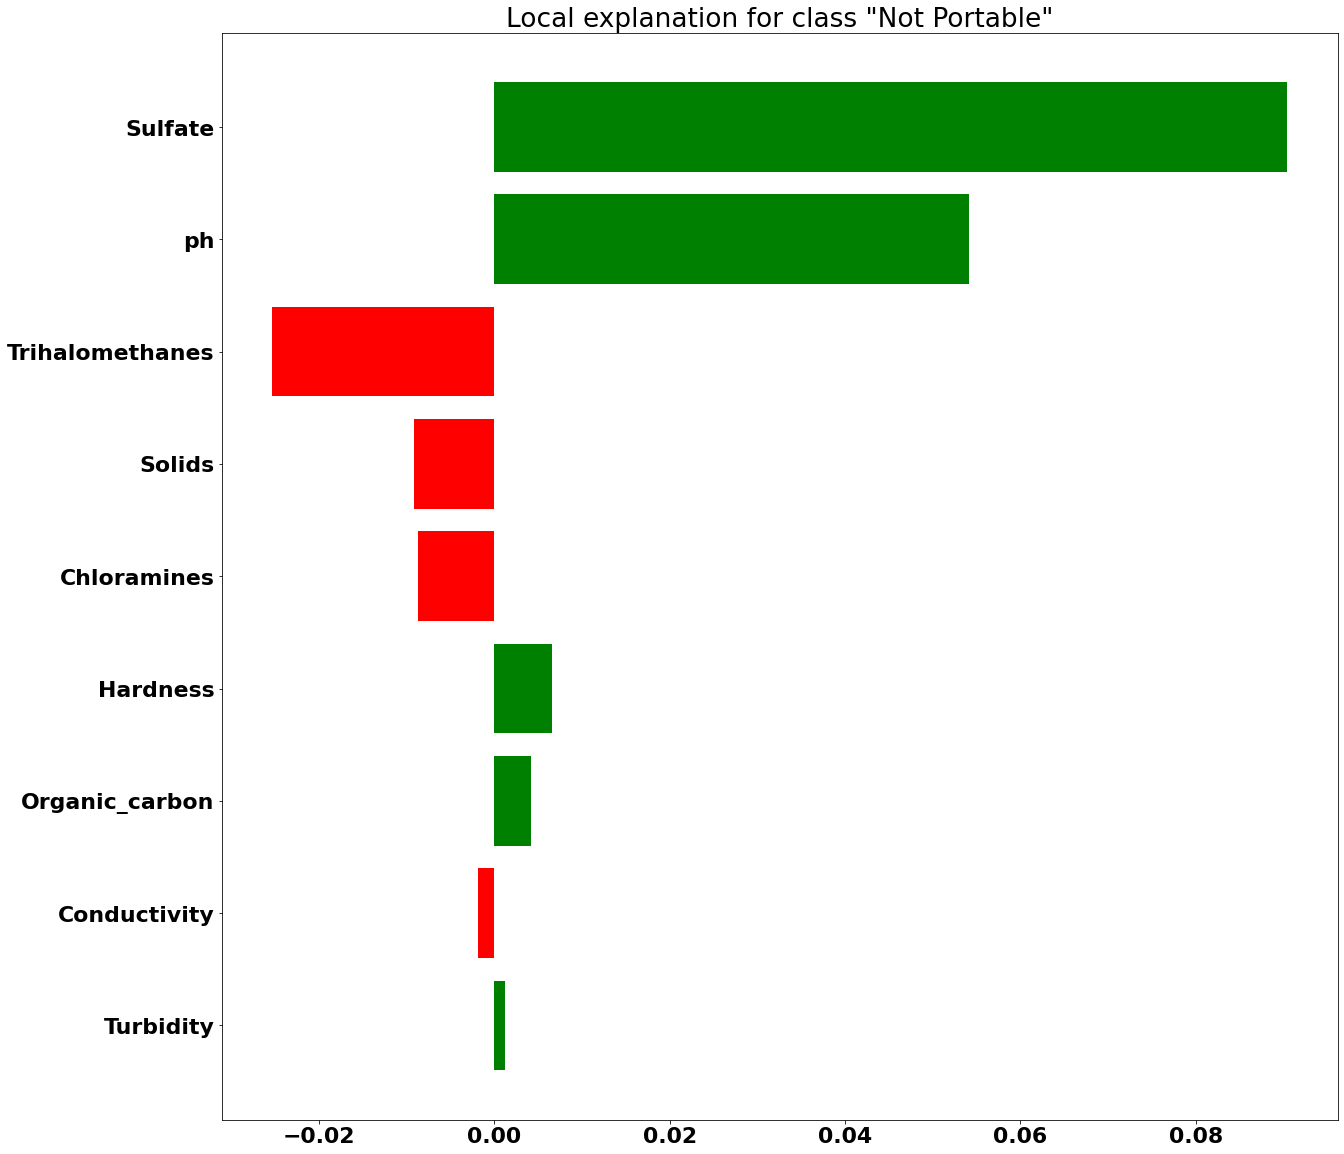 Local explanation for class "Not Portable"
Sulfate
ph
Trihalomethanes
Solids
Chloramines
Hardness
Organic_carbon
Conductivity
Turbidity
−0.02 0.00 0.02 0.04 0.06 0.08